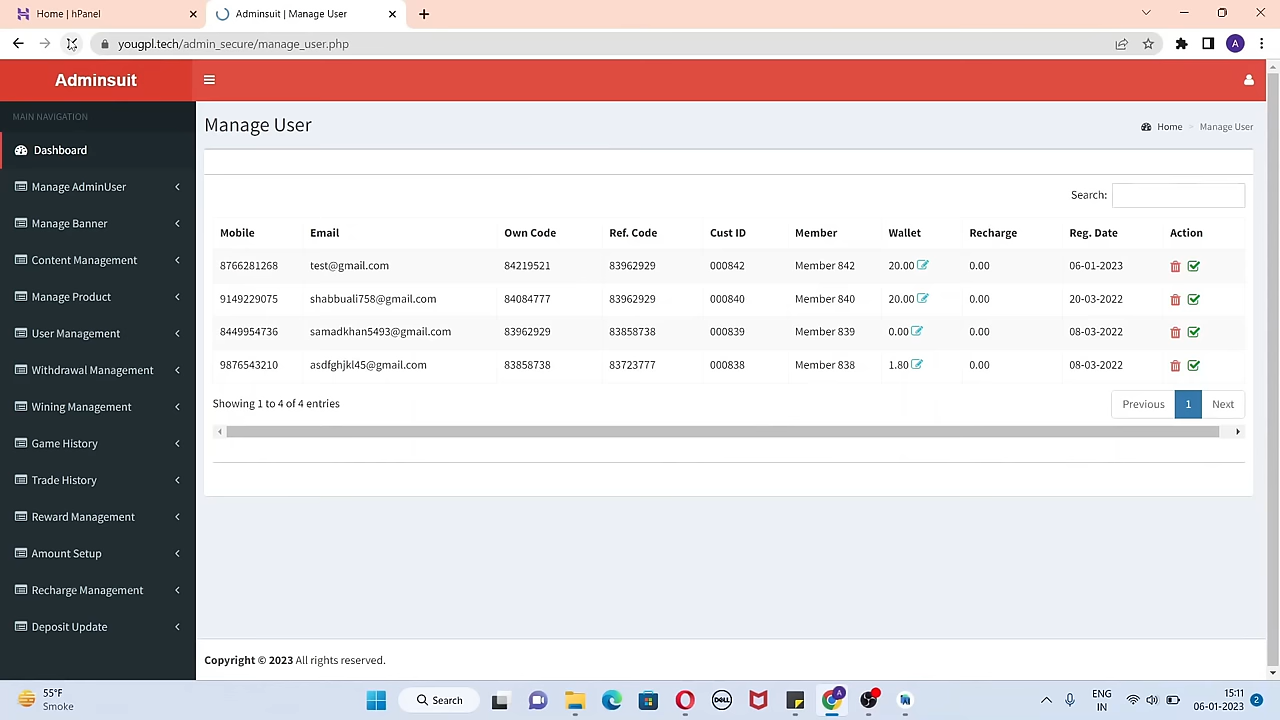 Home | hPanel
Adminsuit | Manage User
yougpl.tech/admin_secure/manage_user.php
A
Adminsuit
MAIN NAVIGATION
Dashboard
Manage AdminUser
Manage Banner
Content Management
Manage Product
User Management
Withdrawal Management
Wining Management
Game History
Trade History
Reward Management
Amount Setup
Recharge Management
Deposit Update
Manage User
Home Manage User
Search:
Mobile Email Own Code Ref. Code Cust ID Member Wallet Recharge Reg. Date Action
8766281268 test@gmail.com 84219521 83962929 000842 Member 842 20.00 0.00 06-01-2023
9149229075 shabbuali758@gmail.com 84084777 83962929 000840 Member 840 20.00 0.00 20-03-2022
8449954736 samadkhan5493@gmail.com 83962929 83858738 000839 Member 839 0.00 0.00 08-03-2022
9876543210 asdfghjkl45@gmail.com 83858738 83723777 000838 Member 838 1.80 0.00 08-03-2022
Showing 1 to 4 of 4 entries
Previous 1 Next
Copyright © 2023 All rights reserved.
55°F
Smoke
Search
DELL
A
ENG
IN
15:11
06-01-2023
2